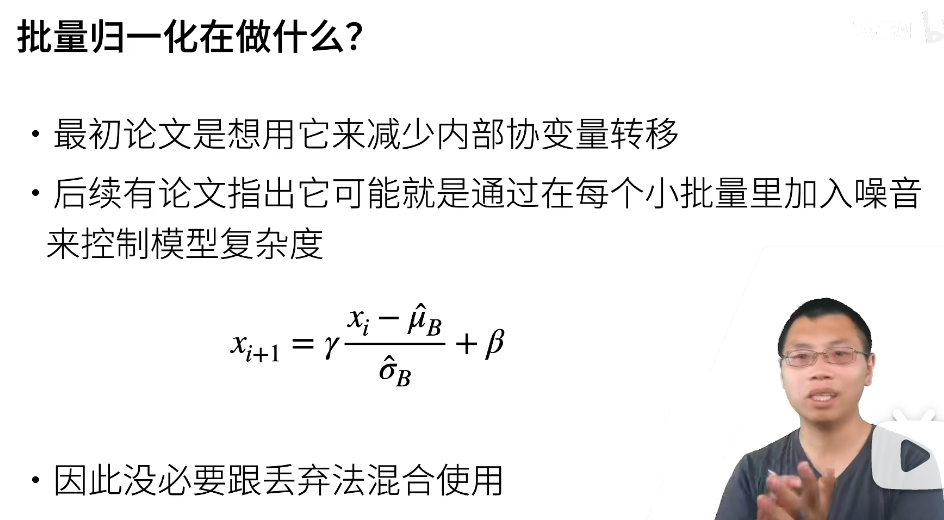 批量归一化在做什么？
• 最初论文是想用它来减少内部协变量转移
• 后续有论文指出它可能就是通过在每个小批量里加入噪音
来控制模型复杂度
x_{i+1} = γ \frac{x_i − \hat{μ}_B}{\hat{σ}_B} + β
• 因此没必要跟丢弃法混合使用